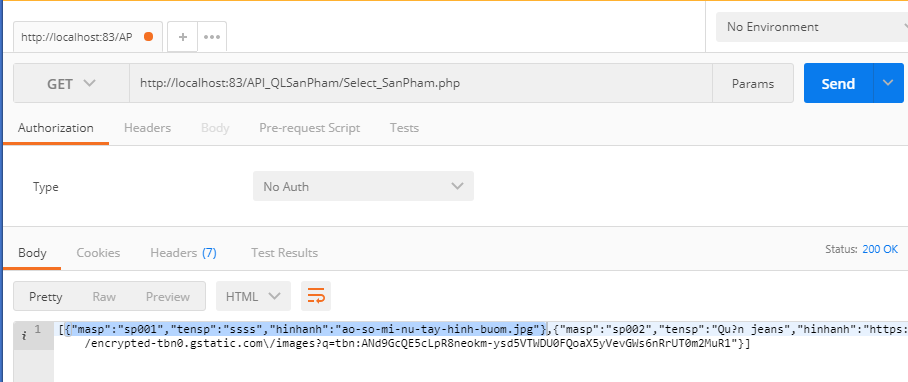 http://localhost:83/AP
No Environment
GET http://localhost:83/API_QLSanPham/Select_SanPham.php Params Send
Authorization Headers Body Pre-request Script Tests
Type No Auth
Body Cookies Headers (7) Test Results Status: 200 OK
Pretty Raw Preview HTML
i 1 [{"masp":"sp001","tensp":"ssss","hinhanh":"ao-so-mi-nu-tay-hinh-buom.jpg"},{"masp":"sp002","tensp":"Qu?n jeans","hinhanh":"https:
/encrypted-tbn0.gstatic.com\/images?q=tbn:ANd9GcQE5cLpR8neokm-ysd5VTWDU0FQoaX5yVevGWs6nRrUT0m2MuR1"}]